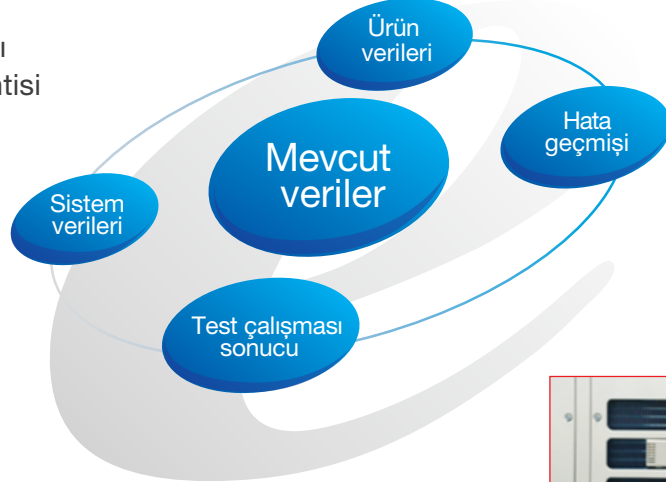 Ürün
verileri
Hata
geçmişi
Mevcut
veriler
Sistem
verileri
Test çalışması
sonucu